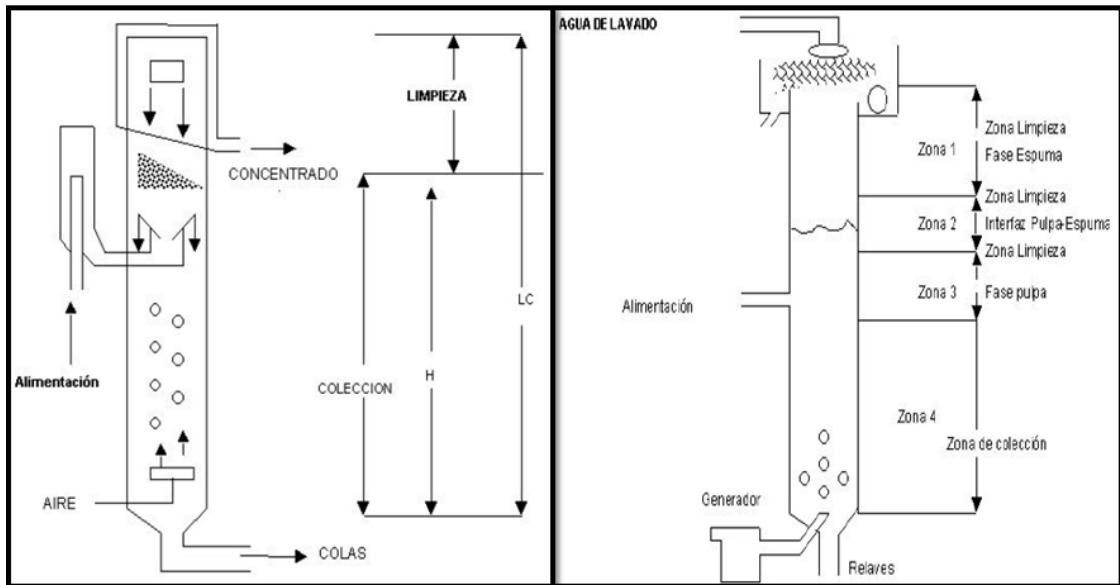 LIMPIEZA
CONCENTRADO
LC
Alimentación
COLECCION
H
AIRE
COLAS
AGUA DE LAVADO
Zona 1
Zona Limpieza
Fase Espuma
Zona Limpieza
Zona 2
Interfaz Pulpa-Espuma
Zona Limpieza
Zona 3
Fase pulpa
Alimentación
Zona 4
Zona de colección
Generador
Relaves